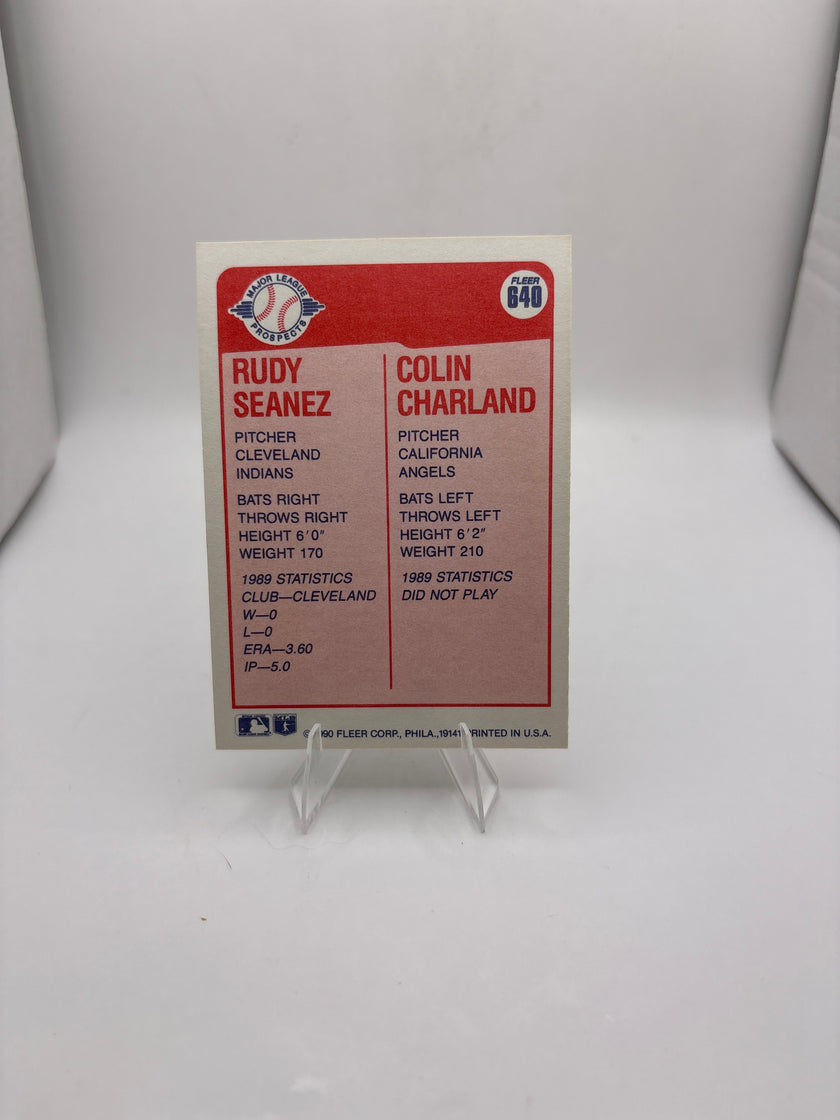 MAJOR LEAGUE
PROSPECTS
FLEER
640
RUDY
SEANEZ
PITCHER
CLEVELAND
INDIANS
BATS RIGHT
THROWS RIGHT
HEIGHT 6'0"
WEIGHT 170
1989 STATISTICS
CLUB—CLEVELAND
W—0
L—0
ERA—3.60
IP—5.0
COLIN
CHARLAND
PITCHER
CALIFORNIA
ANGELS
BATS LEFT
THROWS LEFT
HEIGHT 6'2"
WEIGHT 210
1989 STATISTICS
DID NOT PLAY
FLEER CORP., PHILA., 19141 PRINTED IN U.S.A.